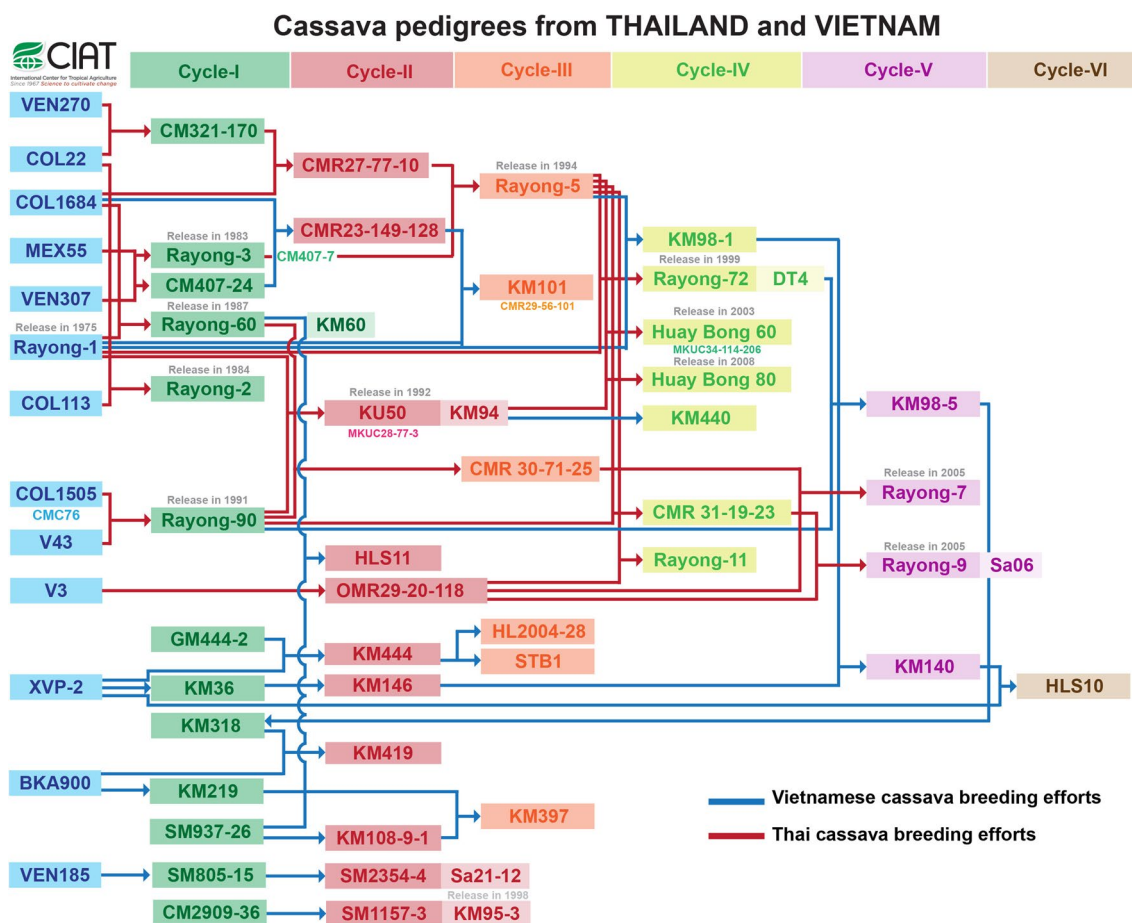 Cassava pedigrees from THAILAND and VIETNAM
CIAT
International Center for Tropical Agriculture
Since 1967 Science to cultivate change
Cycle-I
Cycle-II
Cycle-III
Cycle-IV
Cycle-V
Cycle-VI
VEN270
COL22
COL1684
MEX55
VEN307
Release in 1975
Rayong-1
COL113
COL1505
CMC76
V43
V3
XVP-2
BKA900
VEN185
CM321-170
Release in 1983
Rayong-3
CM407-7
CM407-24
Release in 1987
Rayong-60
KM60
Release in 1984
Rayong-2
Release in 1991
Rayong-90
GM444-2
KM36
KM318
KM219
SM937-26
SM805-15
CM2909-36
CMR27-77-10
CMR23-149-128
Release in 1992
KU50
KM94
MKUC28-77-3
HLS11
OMR29-20-118
KM444
KM146
KM419
KM108-9-1
SM2354-4
Sa21-12
Release in 1998
SM1157-3
KM95-3
Release in 1994
Rayong-5
KM101
CMR29-56-101
CMR 30-71-25
HL2004-28
STB1
KM397
KM98-1
Release in 1999
Rayong-72
DT4
Release in 2003
Huay Bong 60
MKUC34-114-206
Release in 2008
Huay Bong 80
KM440
CMR 31-19-23
Rayong-11
KM98-5
Release in 2005
Rayong-7
Release in 2005
Rayong-9
Sa06
KM140
HLS10
Vietnamese cassava breeding efforts
Thai cassava breeding efforts